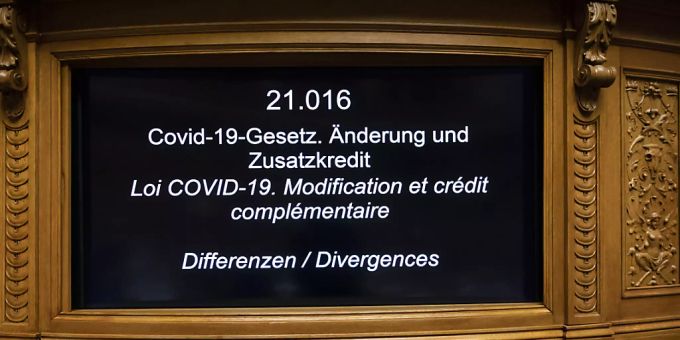 21.016
Covid-19-Gesetz. Änderung und
Zusatzkredit
Loi COVID-19. Modification et crédit
complémentaire
Differenzen / Divergences